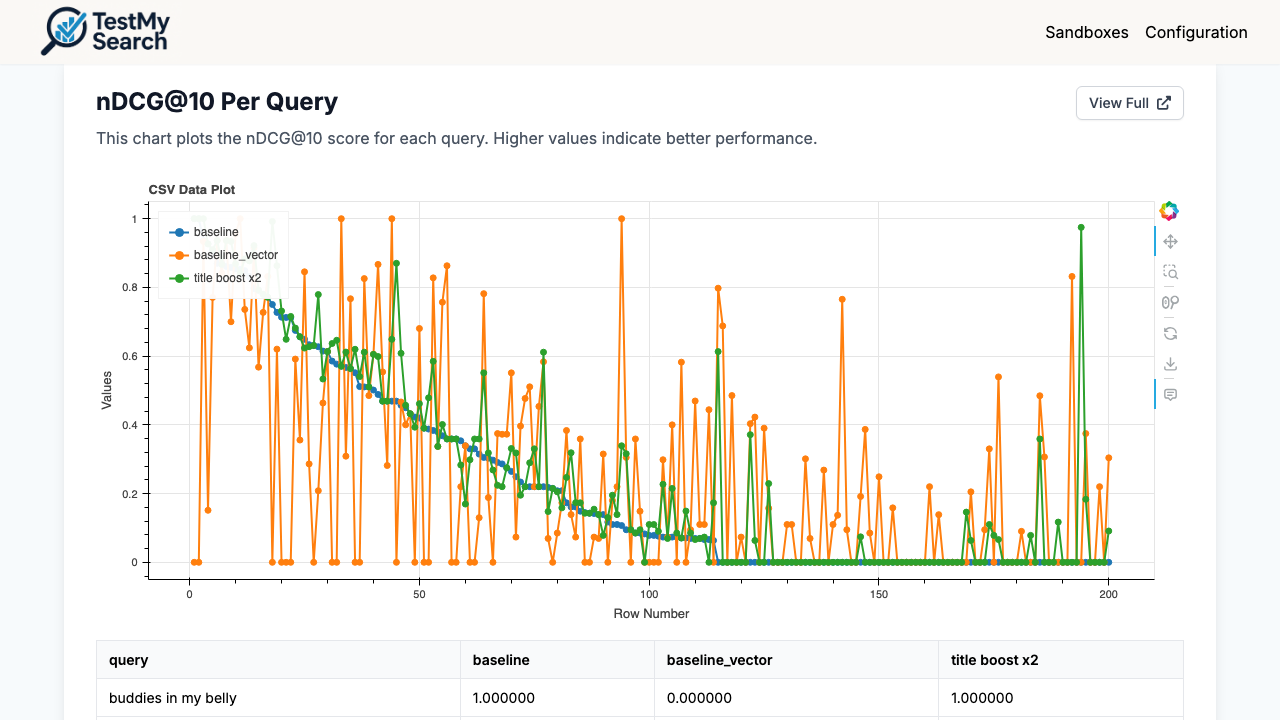 TestMy
Search
Sandboxes Configuration
nDCG@10 Per Query
View Full
This chart plots the nDCG@10 score for each query. Higher values indicate better performance.
CSV Data Plot
baseline
baseline_vector
title boost x2
1
0.8
0.6
0.4
0.2
0
Values
0 50 100 150 200
Row Number
query baseline baseline_vector title boost x2
buddies in my belly 1.000000 0.000000 1.000000